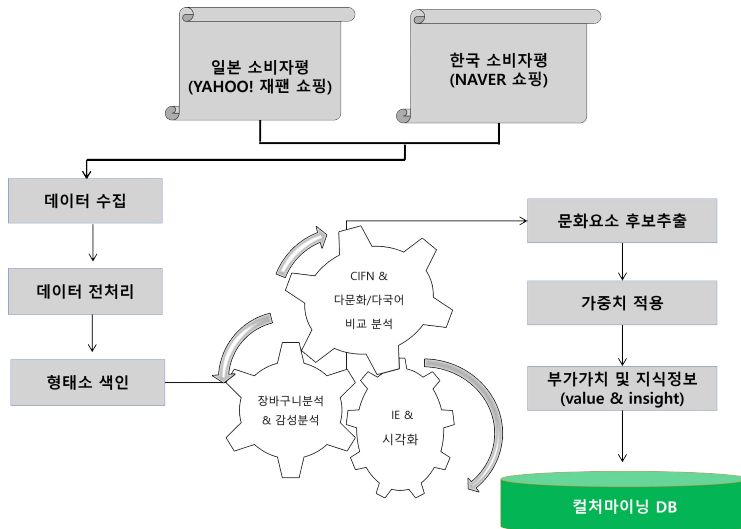 일본 소비자평
(YAHOO! 재팬 쇼핑)
한국 소비자평
(NAVER 쇼핑)
데이터 수집
데이터 전처리
형태소 색인
CIFN &
다문화/다국어
비교 분석
장바구니분석
& 감성분석
IE &
시각화
문화요소 후보추출
가중치 적용
부가가치 및 지식정보
(value & insight)
컬처마이닝 DB